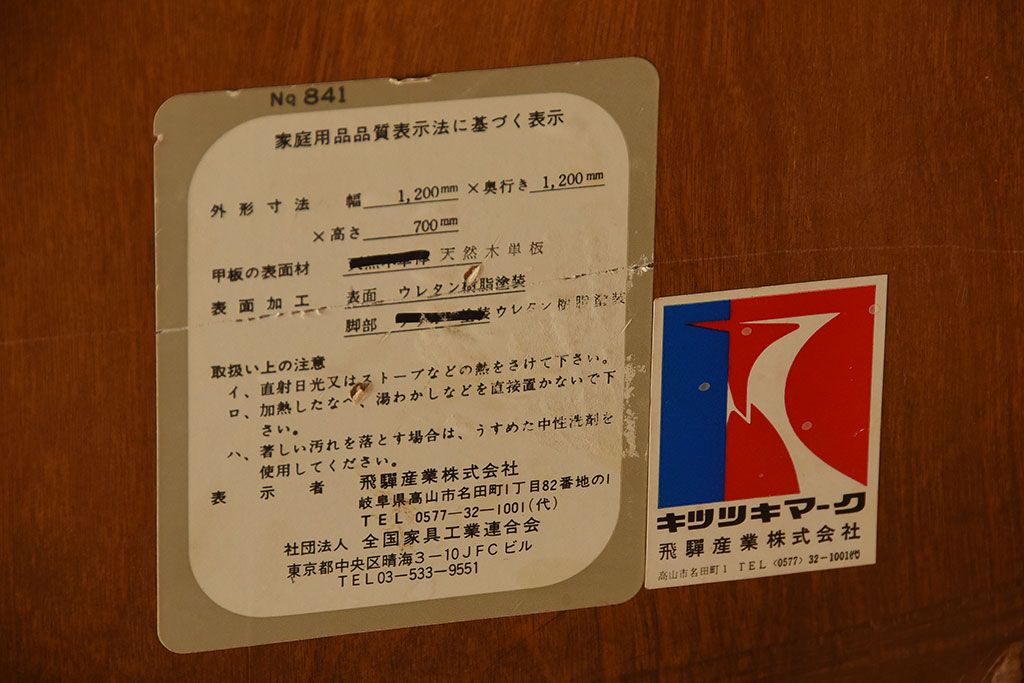 No 841
家庭用品品質表示法に基づく表示
外形寸法 幅 1,200mm ×奥行き 1,200mm
×高さ 700mm
甲板の表面材 天然木単板
表面加工 表面 ウレタン樹脂塗装
脚部 ウレタン樹脂塗装
取扱い上の注意
イ、直射日光又はストーブなどの熱をさけて下さい。
ロ、加熱したなべ、湯わかしなどを直接置かないで下
さい。
ハ、著しい汚れを落とす場合は、うすめた中性洗剤を
使用してください。
表示者 飛驒産業株式会社
岐阜県高山市名田町1丁目82番地の1
TEL 0577-32-1001(代)
社団法人 全国家具工業連合会
東京都中央区晴海3-10JFCビル
TEL03-533-9551
キツツキマーク
飛驒産業株式会社
高山市名田町1 TEL〈0577〉32-1001代